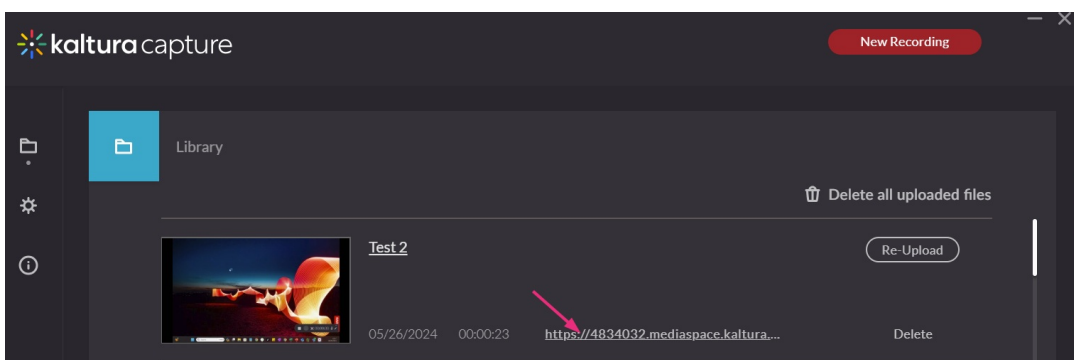 kaltura capture
New Recording
Library
Delete all uploaded files
Test 2
Re-Upload
05/26/2024 00:00:23 https://4834032.mediaspace.kaltura.... Delete